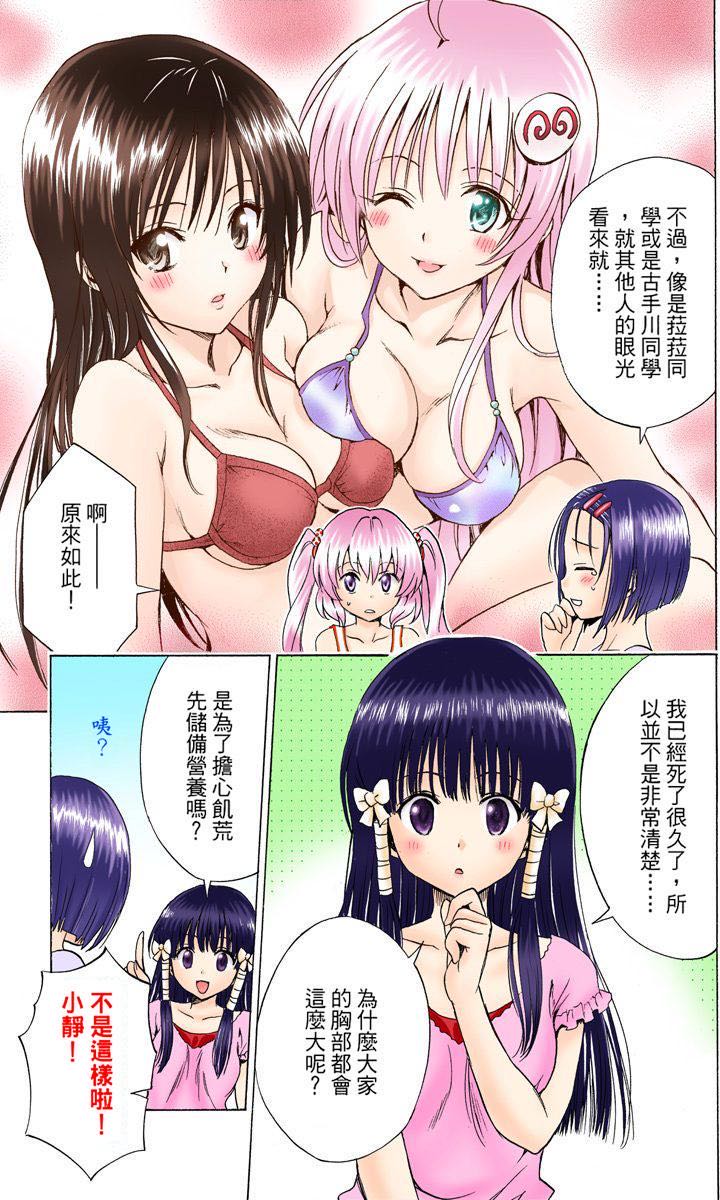 不過，像是菈菈同
學或是古手川同學
，就其他人的眼光
看來就……
啊——
原來如此！
我已經死了很久了，所
以並不是非常清楚……
為什麼大家
的胸部都會
這麼大呢？
是為了擔心飢荒
先儲備營養嗎？
咦？
不是這樣啦！
小靜！